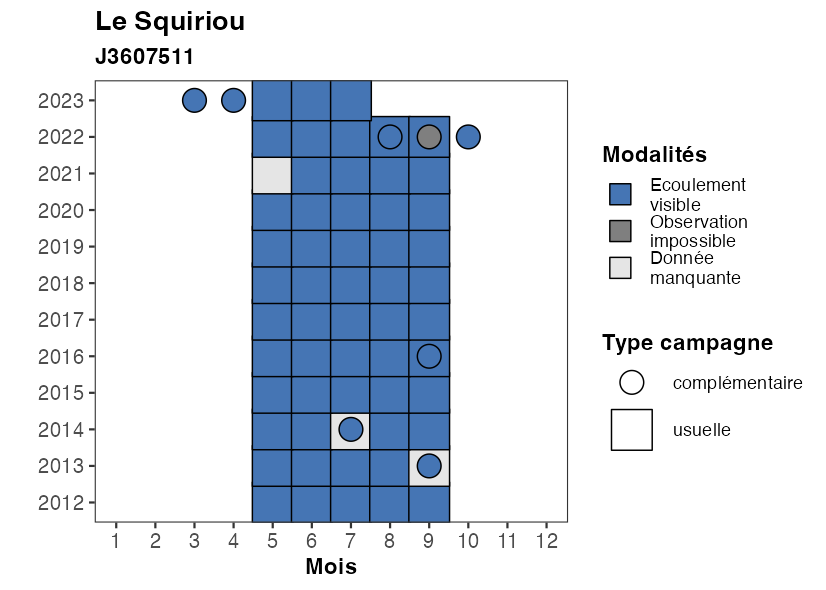 Le Squiriou
J3607511
2023
2022
2021
2020
2019
2018
2017
2016
2015
2014
2013
2012
1 2 3 4 5 6 7 8 9 10 11 12
Mois
Modalités
Ecoulement
visible
Observation
impossible
Donnée
manquante
Type campagne
complémentaire
usuelle